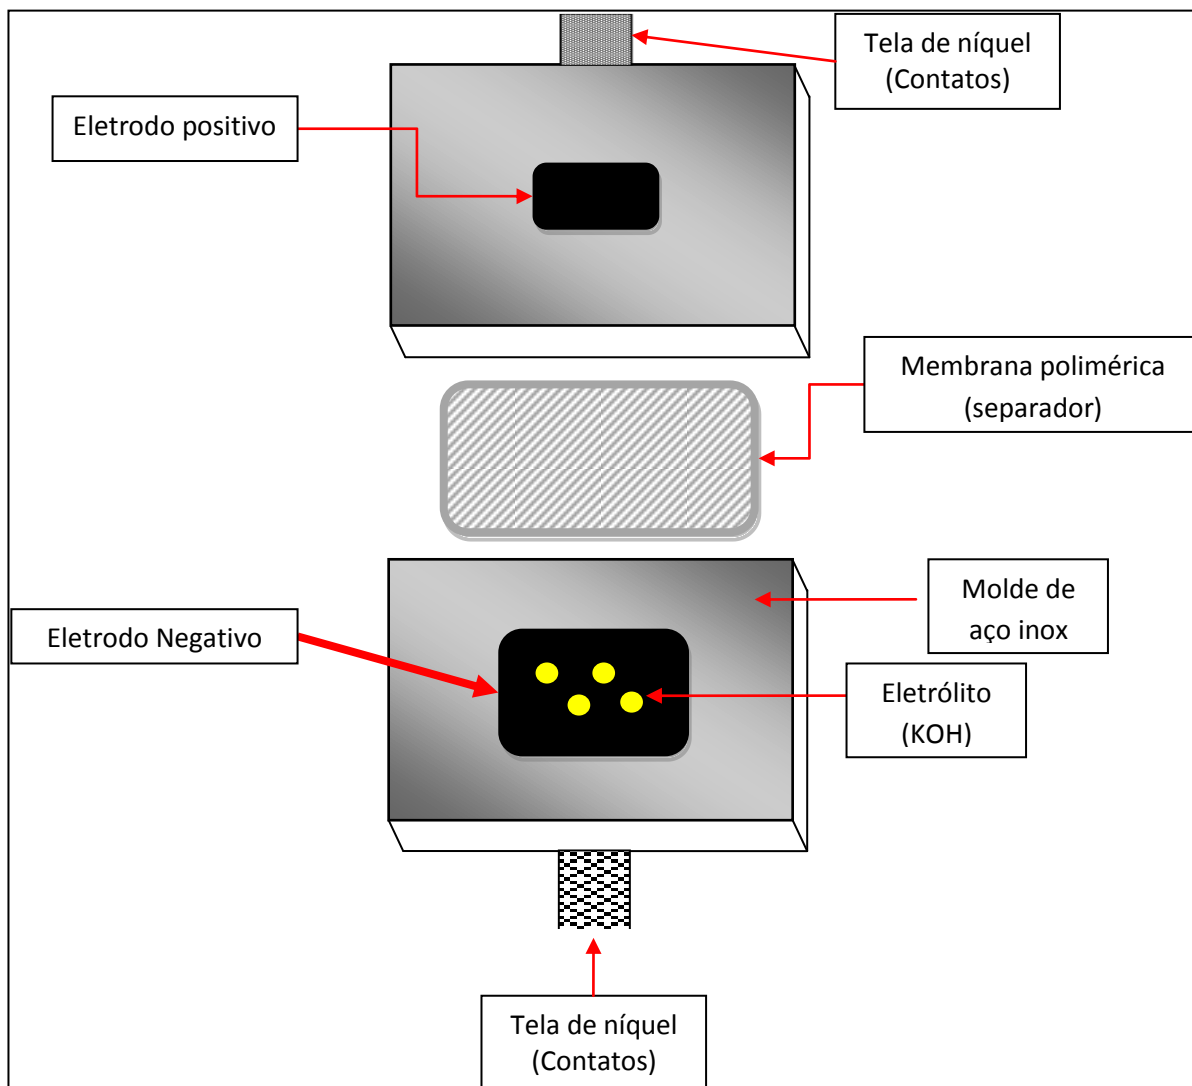 Tela de níquel
(Contatos)
Eletrodo positivo
Membrana polimérica
(separador)
Molde de
aço inox
Eletrodo Negativo
Eletrólito
(KOH)
Tela de níquel
(Contatos)